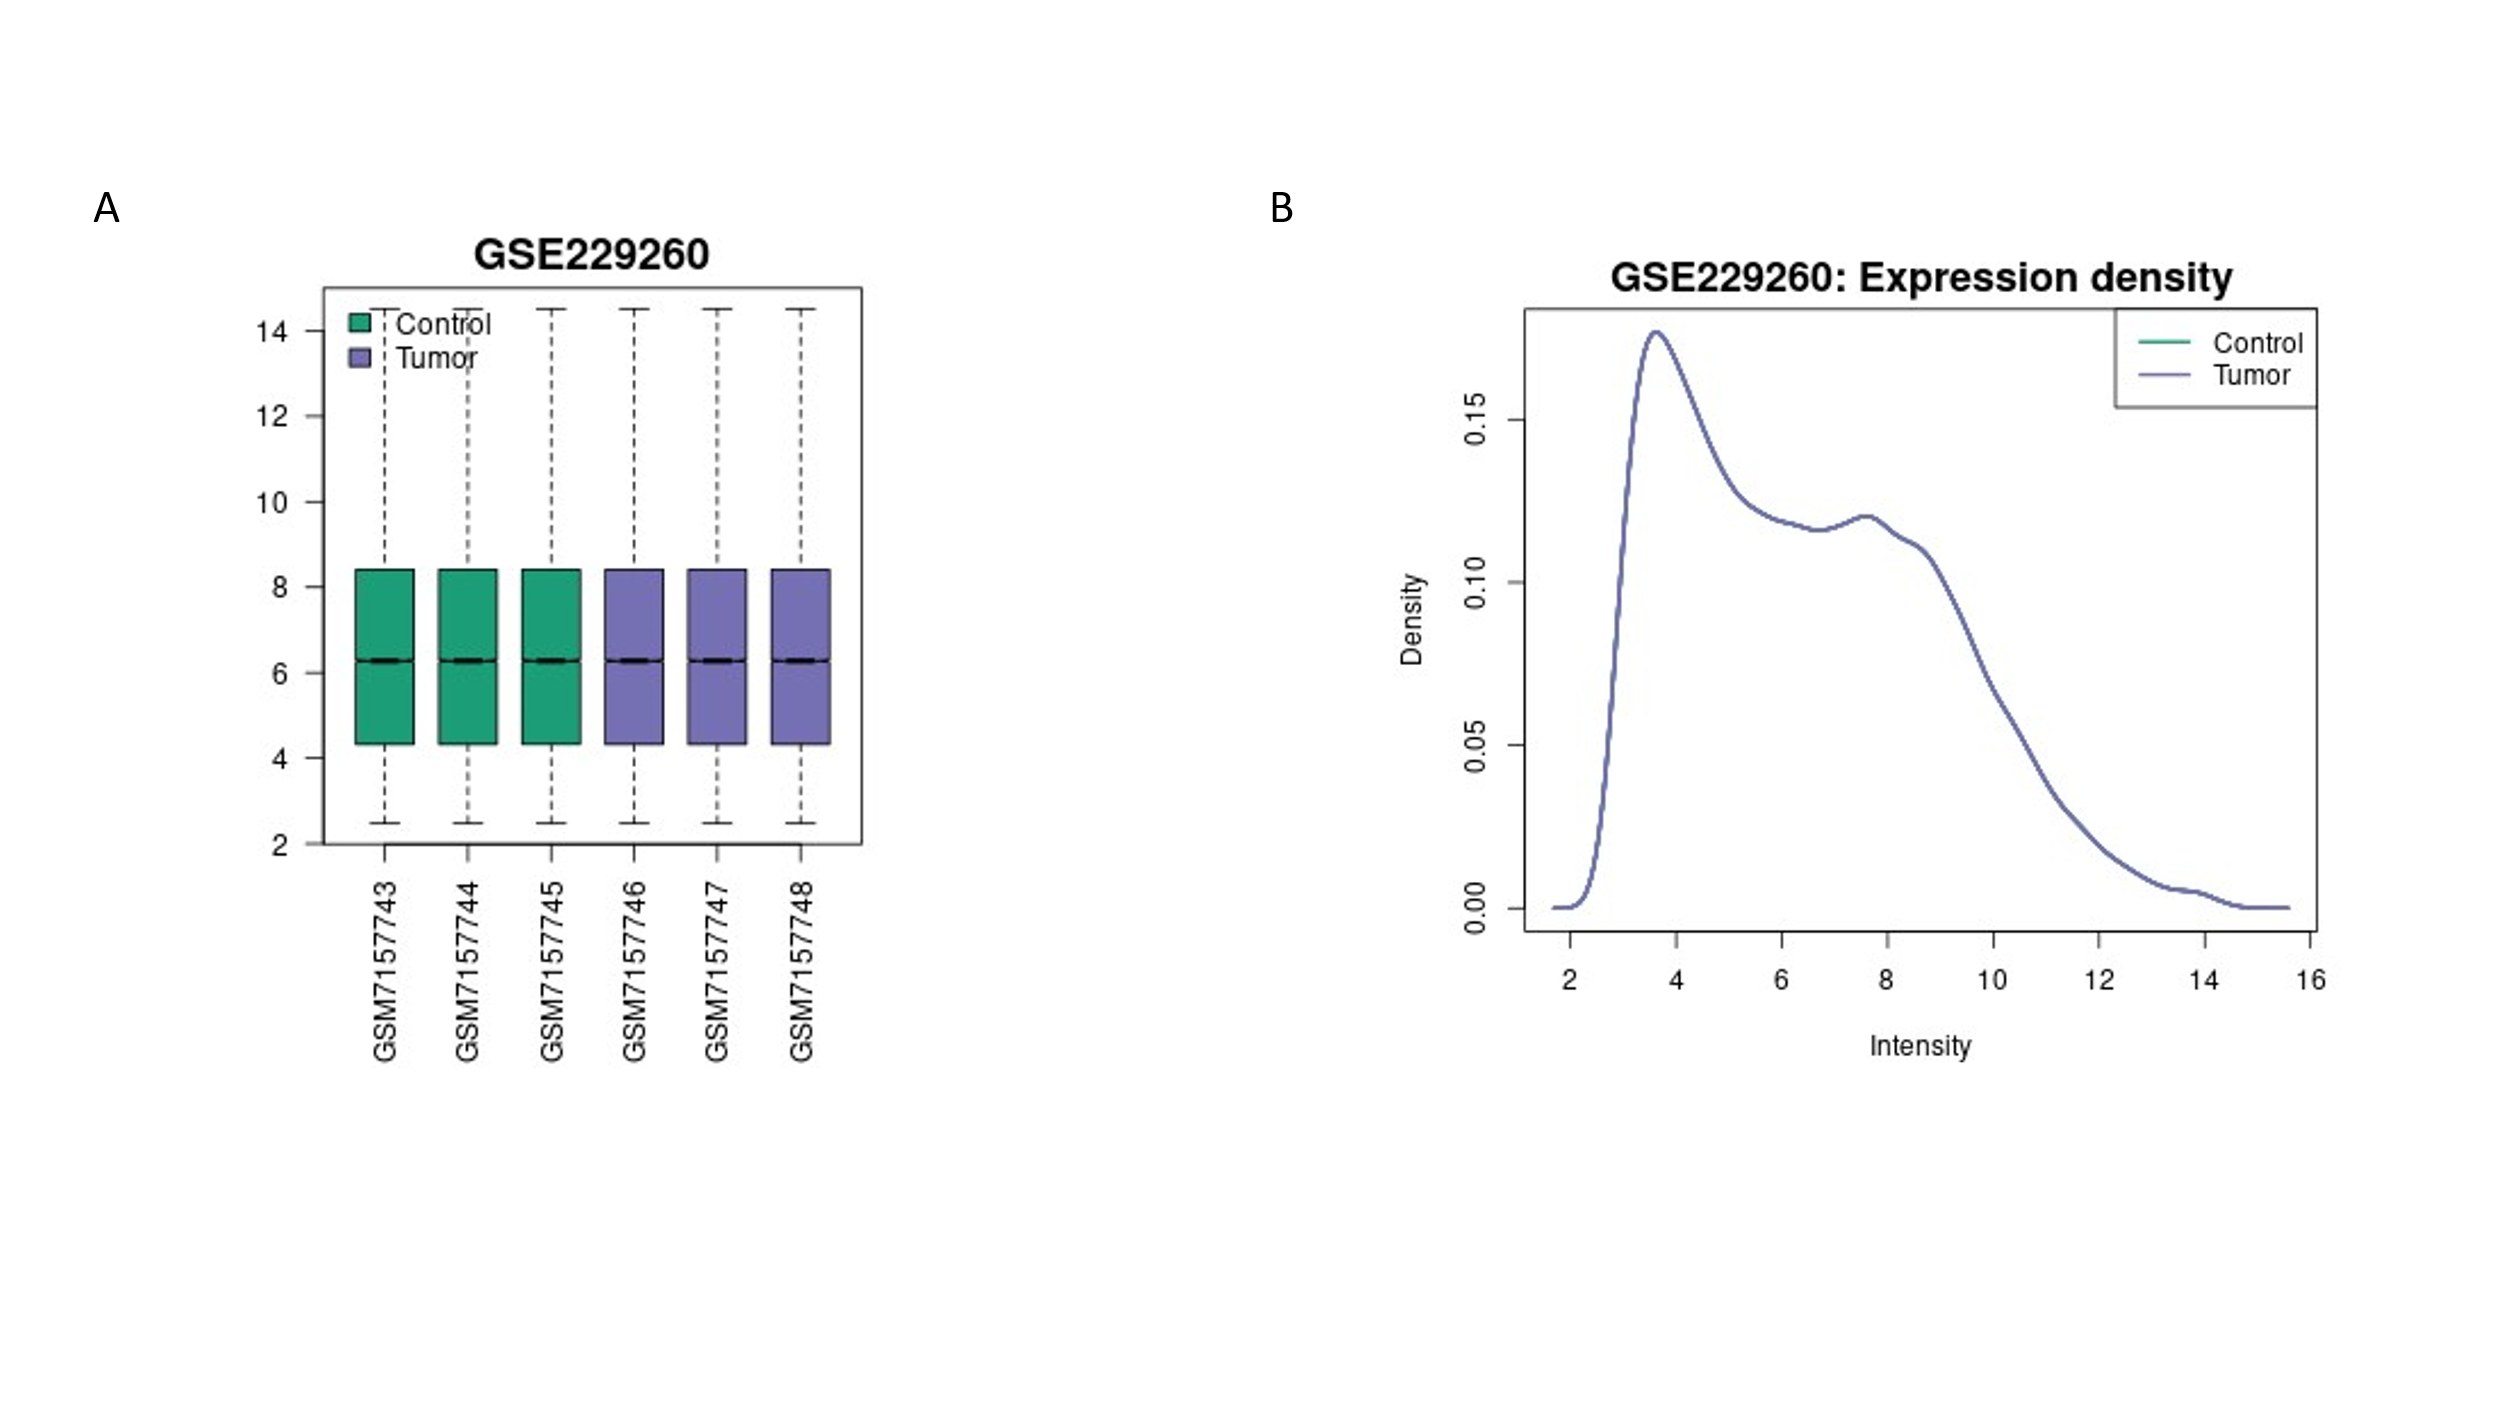 A
GSE229260
Control
Tumor
14
12
10
8
6
4
2
GSM7157743
GSM7157744
GSM7157745
GSM7157746
GSM7157747
GSM7157748
B
GSE229260: Expression density
Control
Tumor
Density
0.15
0.10
0.05
0.00
2 4 6 8 10 12 14 16
Intensity